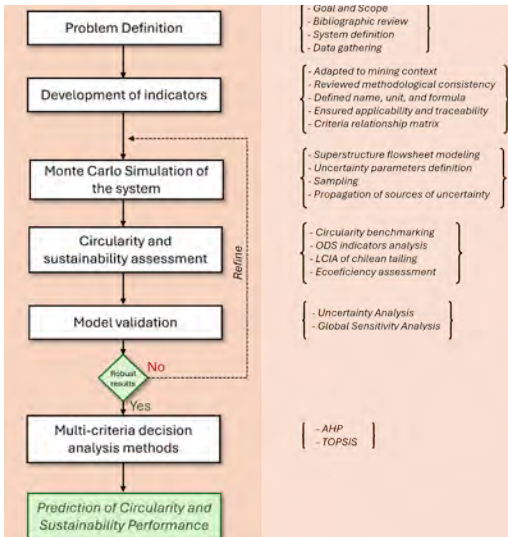 Problem Definition
- Goal and Scope
- Bibliographic review
- System definition
- Data gathering
Development of indicators
- Adapted to mining context
- Reviewed methodological consistency
- Defined name, unit, and formula
- Ensured applicability and traceability
- Criteria relationship matrix
Monte Carlo Simulation of
the system
- Superstructure flowsheet modeling
- Uncertainty parameters definition
- Sampling
- Propagation of sources of uncertainty
Circularity and
sustainability assessment
- Circularity benchmarking
- ODS indicators analysis
- LCIA of chilean tailing
- Ecoeficiency assessment
Refine
Model validation
- Uncertainty Analysis
- Global Sensitivity Analysis
Robust
results
No
Yes
Multi-criteria decision
analysis methods
- AHP
- TOPSIS
Prediction of Circularity and
Sustainability Performance